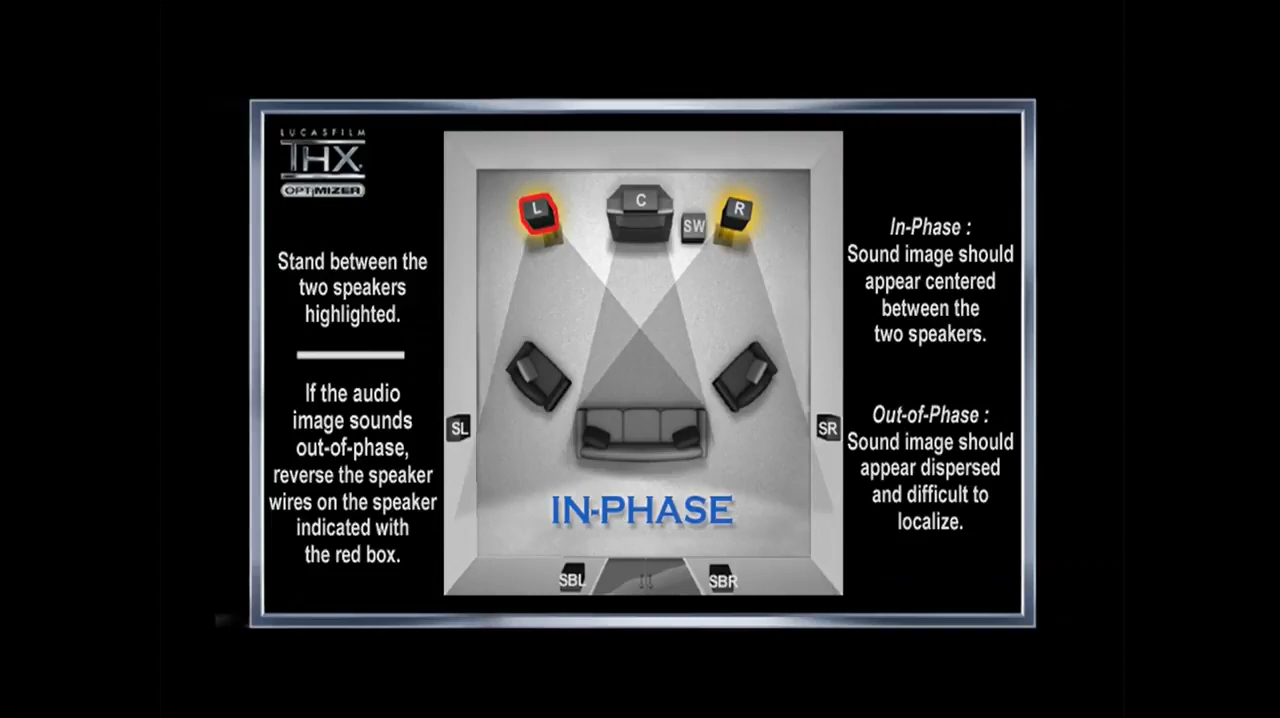 LUCASFILM
THX
OPTIMIZER
Stand between the
two speakers
highlighted.
If the audio
image sounds
out-of-phase,
reverse the speaker
wires on the speaker
indicated with
the red box.
L
C
R
SW
SL
SR
IN-PHASE
SBL
SBR
In-Phase :
Sound image should
appear centered
between the
two speakers.
Out-of-Phase :
Sound image should
appear dispersed
and difficult to
localize.